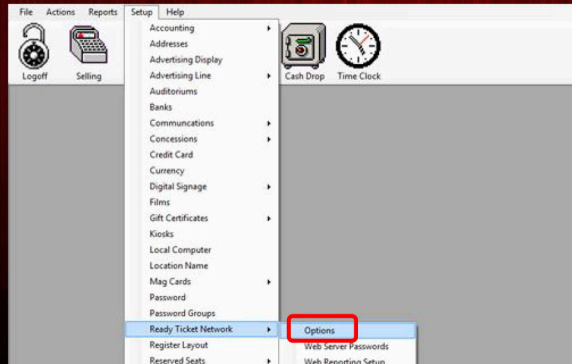 File Actions Reports Setup Help
Logoff Selling Cash Drop Time Clock
Accounting
Addresses
Advertising Display
Advertising Line
Auditoriums
Banks
Communcations
Concessions
Credit Card
Currency
Digital Signage
Films
Gift Certificates
Kiosks
Local Computer
Location Name
Mag Cards
Password
Password Groups
Ready Ticket Network
Register Layout
Reserved Seats
Options
Web Server Passwords
Web Reporting Setup